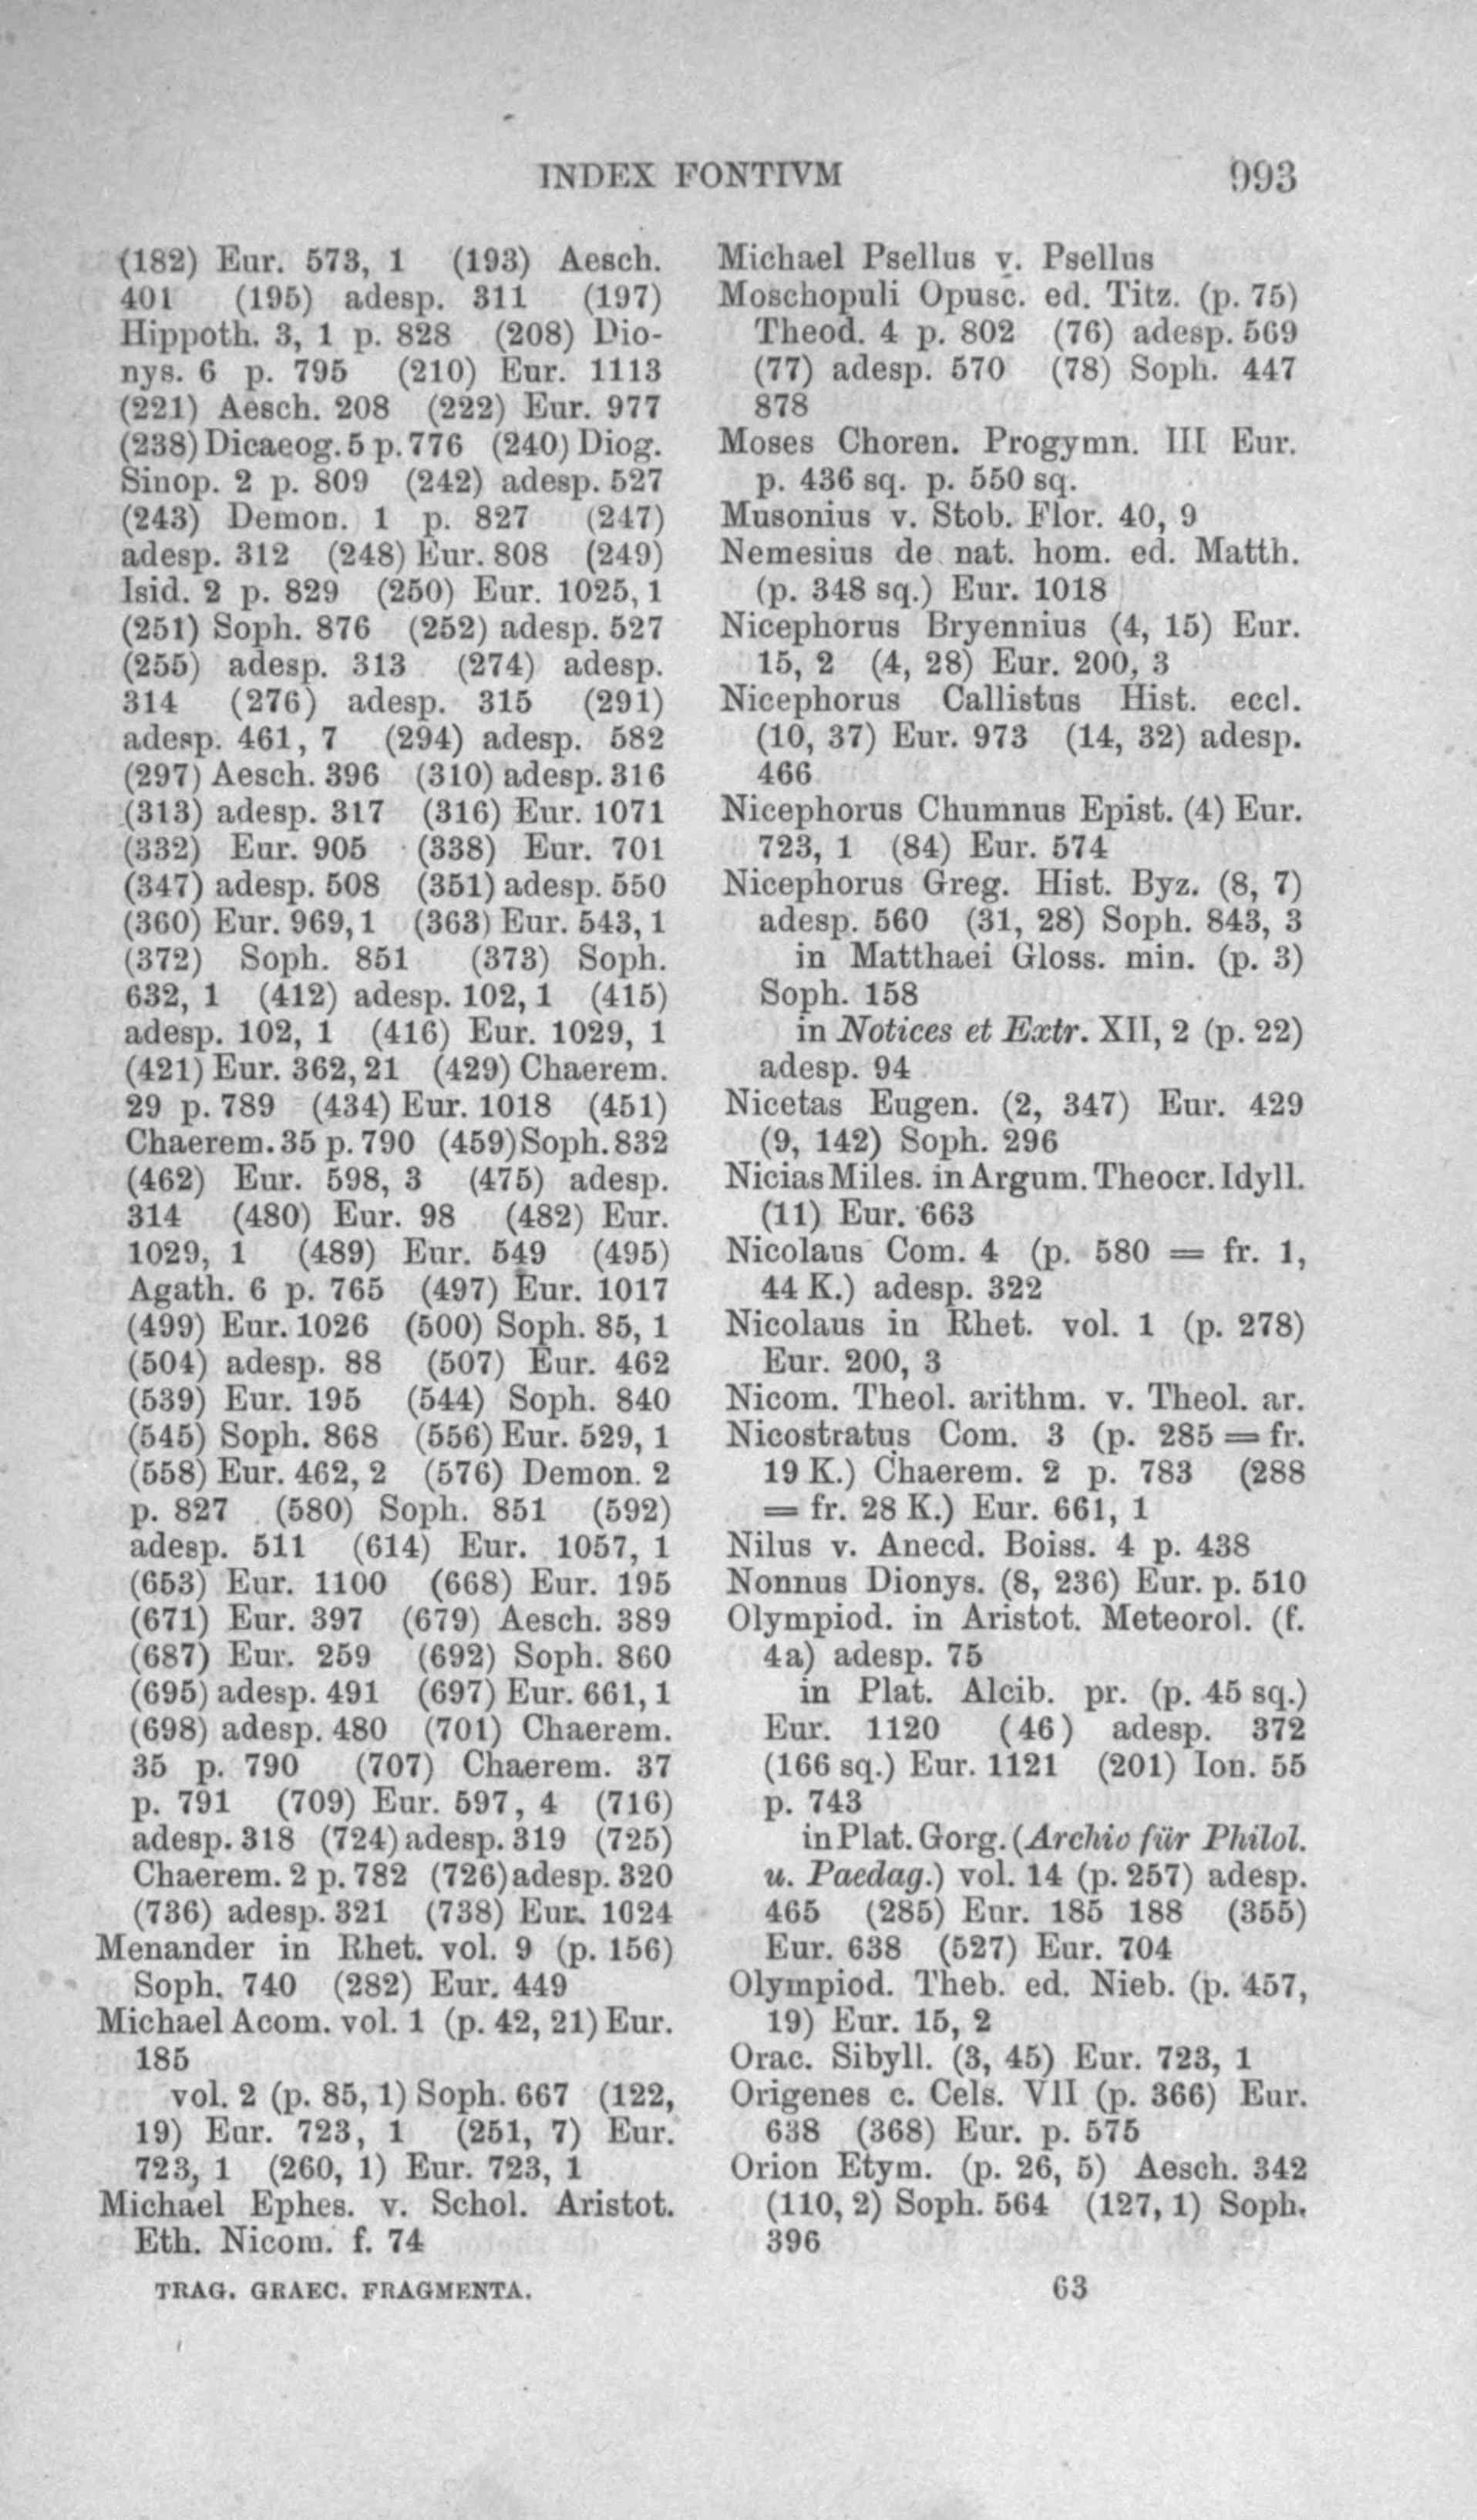 INDEX FONTIVM 993
(182) Eur. 573, 1 (193) Aesch.
401 (195) adesp. 311 (197)
Hippoth. 3, 1 p. 828 (208) Dio-
nys. 6 p. 795 (210) Eur. 1113
(221) Aesch. 208 (222) Eur. 977
(238) Dicaeog. 5 p. 776 (240) Diog.
Sinop. 2 p. 809 (242) adesp. 527
(243) Demon. 1 p. 827 (247)
adesp. 312 (248) Eur. 808 (249)
Isid. 2 p. 829 (250) Eur. 1025, 1
(251) Soph. 876 (252) adesp. 527
(255) adesp. 313 (274) adesp.
314 (276) adesp. 315 (291)
adesp. 461, 7 (294) adesp. 582
(297) Aesch. 396 (310) adesp. 316
(313) adesp. 317 (316) Eur. 1071
(332) Eur. 905 (338) Eur. 701
(347) adesp. 508 (351) adesp. 550
(360) Eur. 969, 1 (363) Eur. 543, 1
(372) Soph. 851 (373) Soph.
632, 1 (412) adesp. 102, 1 (415)
adesp. 102, 1 (416) Eur. 1029, 1
(421) Eur. 362, 21 (429) Chaerem.
29 p. 789 (434) Eur. 1018 (451)
Chaerem. 35 p. 790 (459) Soph. 832
(462) Eur. 598, 3 (475) adesp.
314 (480) Eur. 98 (482) Eur.
1029, 1 (489) Eur. 549 (495)
Agath. 6 p. 765 (497) Eur. 1017
(499) Eur. 1026 (500) Soph. 85, 1
(504) adesp. 88 (507) Eur. 462
(539) Eur. 195 (544) Soph. 840
(545) Soph. 868 (556) Eur. 529, 1
(558) Eur. 462, 2 (576) Demon. 2
p. 827 (580) Soph. 851 (592)
adesp. 511 (614) Eur. 1057, 1
(653) Eur. 1100 (668) Eur. 195
(671) Eur. 397 (679) Aesch. 389
(687) Eur. 259 (692) Soph. 860
(695) adesp. 491 (697) Eur. 661, 1
(698) adesp. 480 (701) Chaerem.
35 p. 790 (707) Chaerem. 37
p. 791 (709) Eur. 597, 4 (716)
adesp. 318 (724) adesp. 319 (725)
Chaerem. 2 p. 782 (726) adesp. 320
(736) adesp. 321 (738) Eur. 1024
Menander in Rhet. vol. 9 (p. 156)
Soph. 740 (282) Eur. 449
Michael Acom. vol. 1 (p. 42, 21) Eur.
185
vol. 2 (p. 85, 1) Soph. 667 (122,
19) Eur. 723, 1 (251, 7) Eur.
723, 1 (260, 1) Eur. 723, 1
Michael Ephes. v. Schol. Aristot.
Eth. Nicom. f. 74
Michael Psellus v. Psellus
Moschopuli Opusc. ed. Titz. (p. 75)
Theod. 4 p. 802 (76) adesp. 569
(77) adesp. 570 (78) Soph. 447
878
Moses Choren. Progymn. III Eur.
p. 436 sq. p. 550 sq.
Musonius v. Stob. Flor. 40, 9
Nemesius de nat. hom. ed. Matth.
(p. 348 sq.) Eur. 1018
Nicephorus Bryennius (4, 15) Eur.
15, 2 (4, 28) Eur. 200, 3
Nicephorus Callistus Hist. eccl.
(10, 37) Eur. 973 (14, 32) adesp.
466
Nicephorus Chumnus Epist. (4) Eur.
723, 1 (84) Eur. 574
Nicephorus Greg. Hist. Byz. (8, 7)
adesp. 560 (31, 28) Soph. 843, 3
in Matthaei Gloss. min. (p. 3)
Soph. 158
in Notices et Extr. XII, 2 (p. 22)
adesp. 94
Nicetas Eugen. (2, 347) Eur. 429
(9, 142) Soph. 296
Nicias Miles. in Argum. Theocr. Idyll.
(11) Eur. 663
Nicolaus Com. 4 (p. 580 = fr. 1,
44 K.) adesp. 322
Nicolaus in Rhet. vol. 1 (p. 278)
Eur. 200, 3
Nicom. Theol. arithm. v. Theol. ar.
Nicostratus Com. 3 (p. 285 = fr.
19 K.) Chaerem. 2 p. 783 (288
= fr. 28 K.) Eur. 661, 1
Nilus v. Anecd. Boiss. 4 p. 438
Nonnus Dionys. (8, 236) Eur. p. 510
Olympiod. in Aristot. Meteorol. (f.
4a) adesp. 75
in Plat. Alcib. pr. (p. 45 sq.)
Eur. 1120 (46) adesp. 372
(166 sq.) Eur. 1121 (201) Ion. 55
p. 743
in Plat. Gorg. (Archiv für Philol.
u. Paedag.) vol. 14 (p. 257) adesp.
465 (285) Eur. 185 188 (355)
Eur. 638 (527) Eur. 704
Olympiod. Theb. ed. Nieb. (p. 457,
19) Eur. 15, 2
Orac. Sibyll. (3, 45) Eur. 723, 1
Origenes c. Cels. VII (p. 366) Eur.
638 (368) Eur. p. 575
Orion Etym. (p. 26, 5) Aesch. 342
(110, 2) Soph. 564 (127, 1) Soph.
396
TRAG. GRAEC. FRAGMENTA. 63